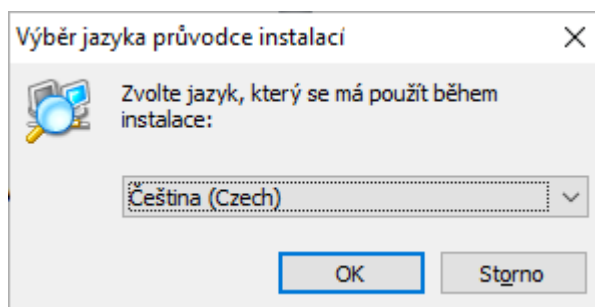 Výběr jazyka průvodce instalací
Zvolte jazyk, který se má použít během
instalace:
Čeština (Czech)
OK
Storno